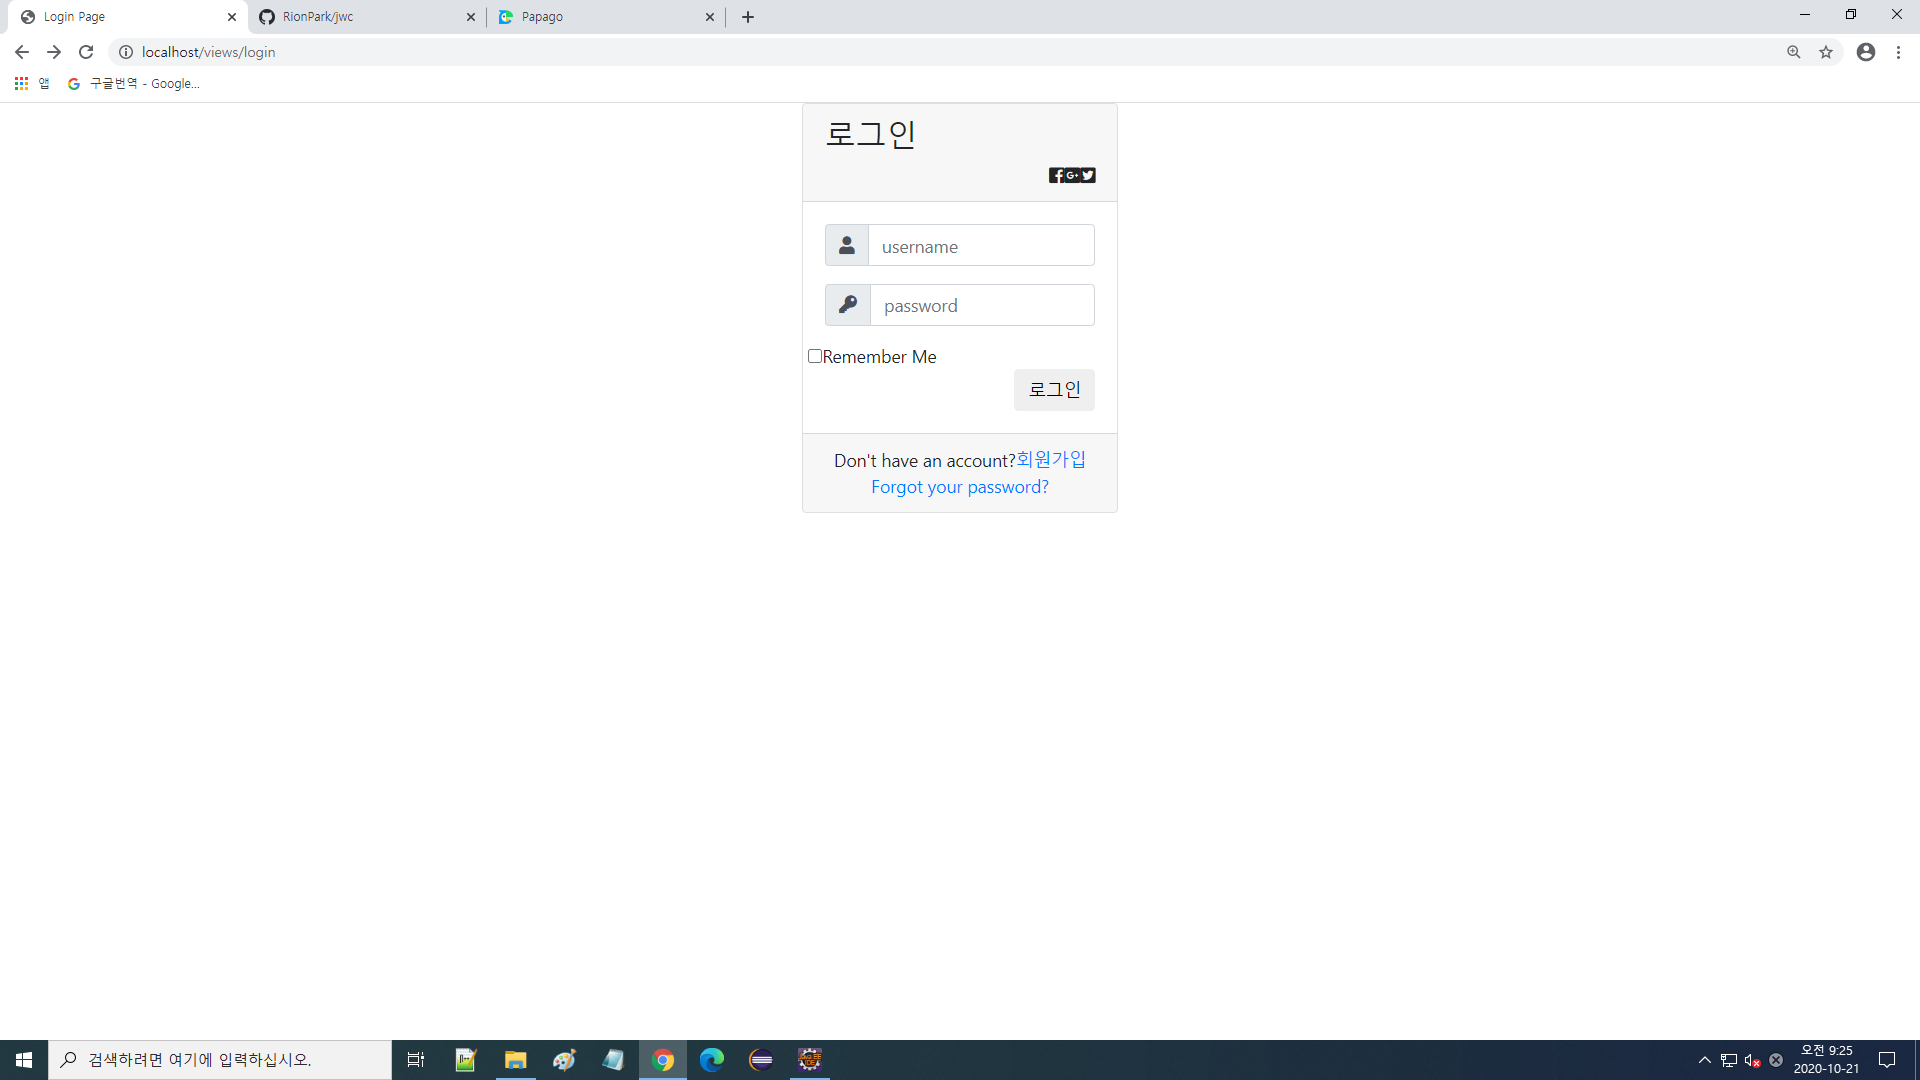 Login Page
RionPark/jwc
Papago
localhost/views/login
앱
구글번역 - Google...
로그인
username
password
Remember Me
로그인
Don't have an account?회원가입
Forgot your password?
검색하려면 여기에 입력하십시오.
오전 9:25
2020-10-21